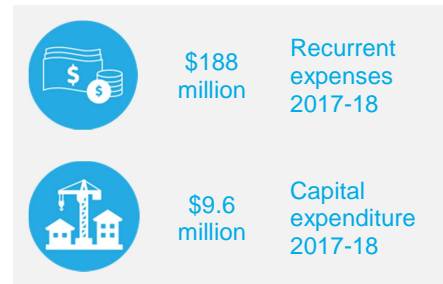 $
$
$188
million
Recurrent
expenses
2017-18
$9.6
million
Capital
expenditure
2017-18